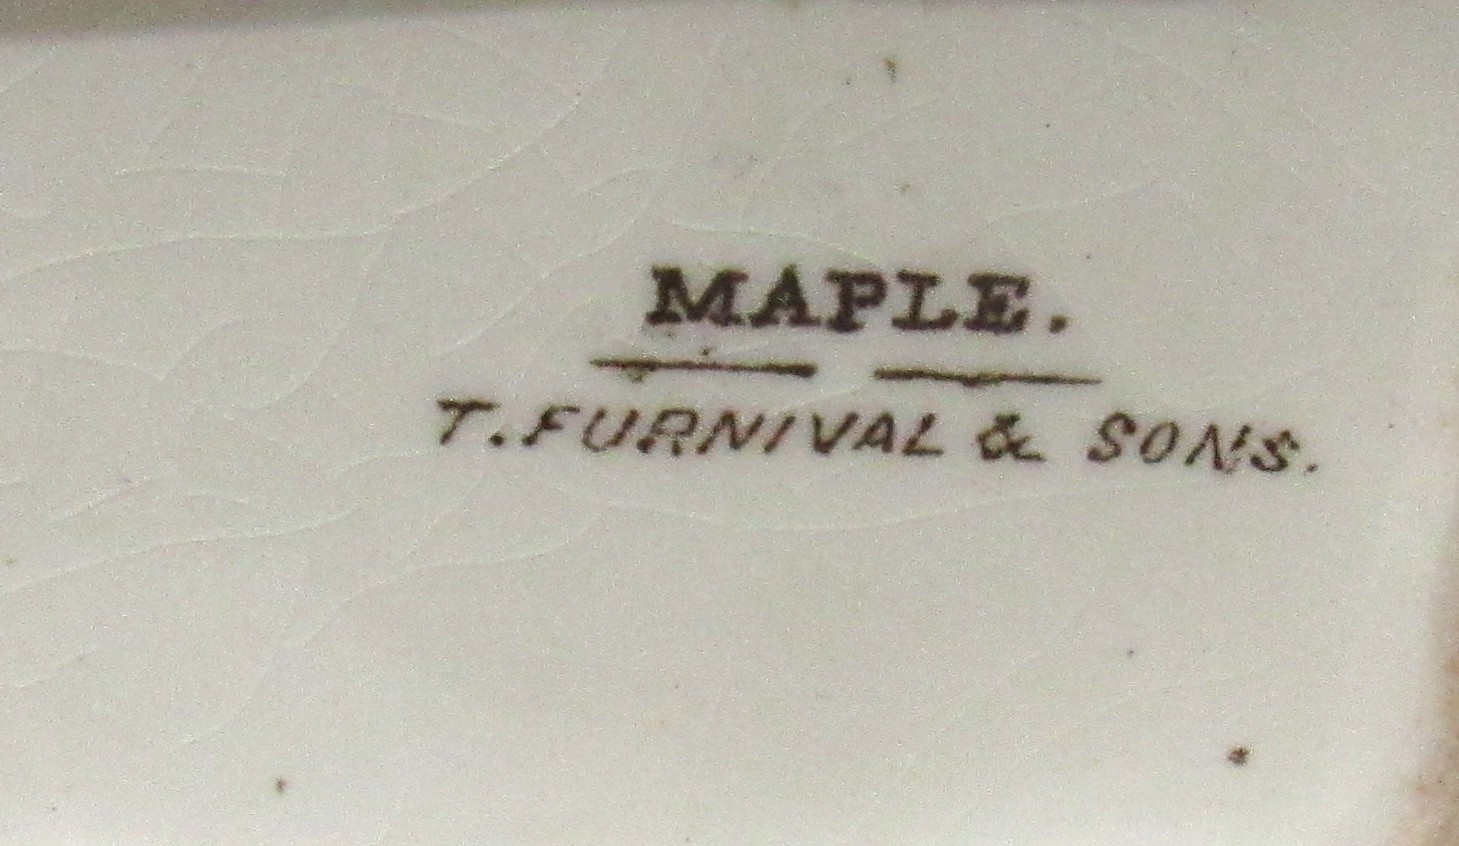 MAPLE.
T. FURNIVAL & SONS.